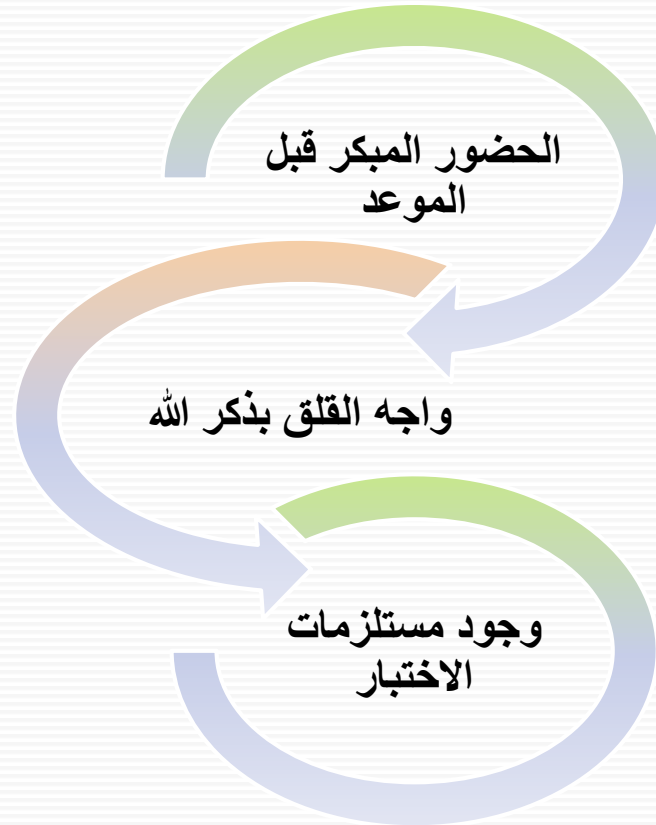 الحضور المبكر قبل
الموعد
واجه القلق بذكر الله
وجود مستلزمات
الاختبار